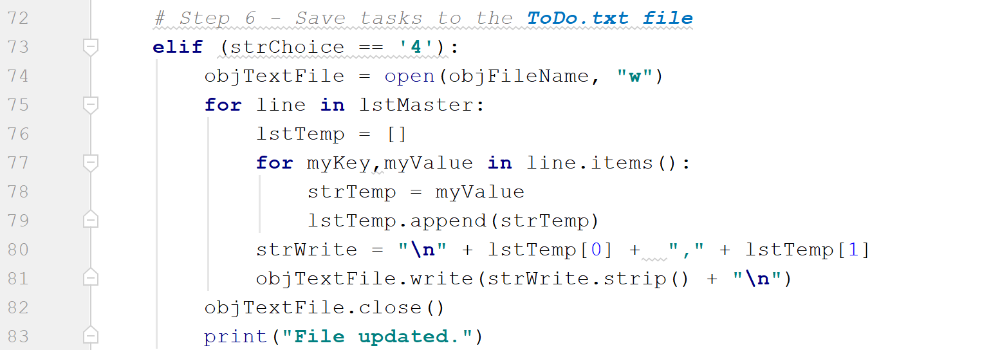 72 # Step 6 - Save tasks to the ToDo.txt file
73 elif (strChoice == '4'):
74 objTextFile = open(objFileName, "w")
75 for line in lstMaster:
76 lstTemp = []
77 for myKey,myValue in line.items():
78 strTemp = myValue
79 lstTemp.append(strTemp)
80 strWrite = "\n" + lstTemp[0] +  "," + lstTemp[1]
81 objTextFile.write(strWrite.strip() + "\n")
82 objTextFile.close()
83 print("File updated.")